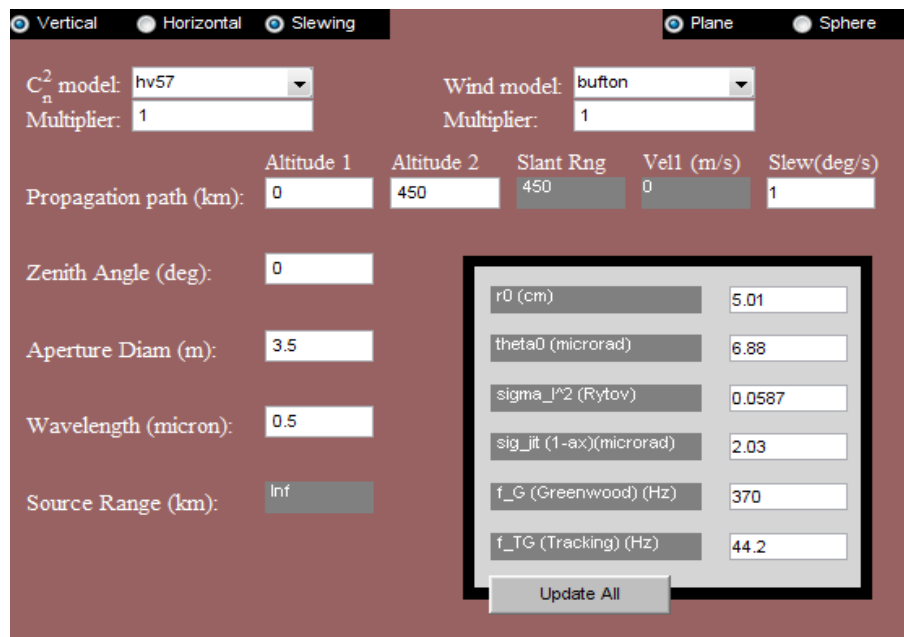 Vertical Horizontal Slewing Plane Sphere
C_n^2 model: hv57 Wind model: bufton
Multiplier: 1 Multiplier: 1
Altitude 1 Altitude 2 Slant Rng Vel1 (m/s) Slew(deg/s)
Propagation path (km): 0 450 450 0 1
Zenith Angle (deg): 0
r0 (cm) 5.01
Aperture Diam (m): 3.5
theta0 (microrad) 6.88
sigma_I^2 (Rytov) 0.0587
Wavelength (micron): 0.5
sig_jit (1-ax)(microrad) 2.03
Source Range (km): Inf
f_G (Greenwood) (Hz) 370
f_TG (Tracking) (Hz) 44.2
Update All